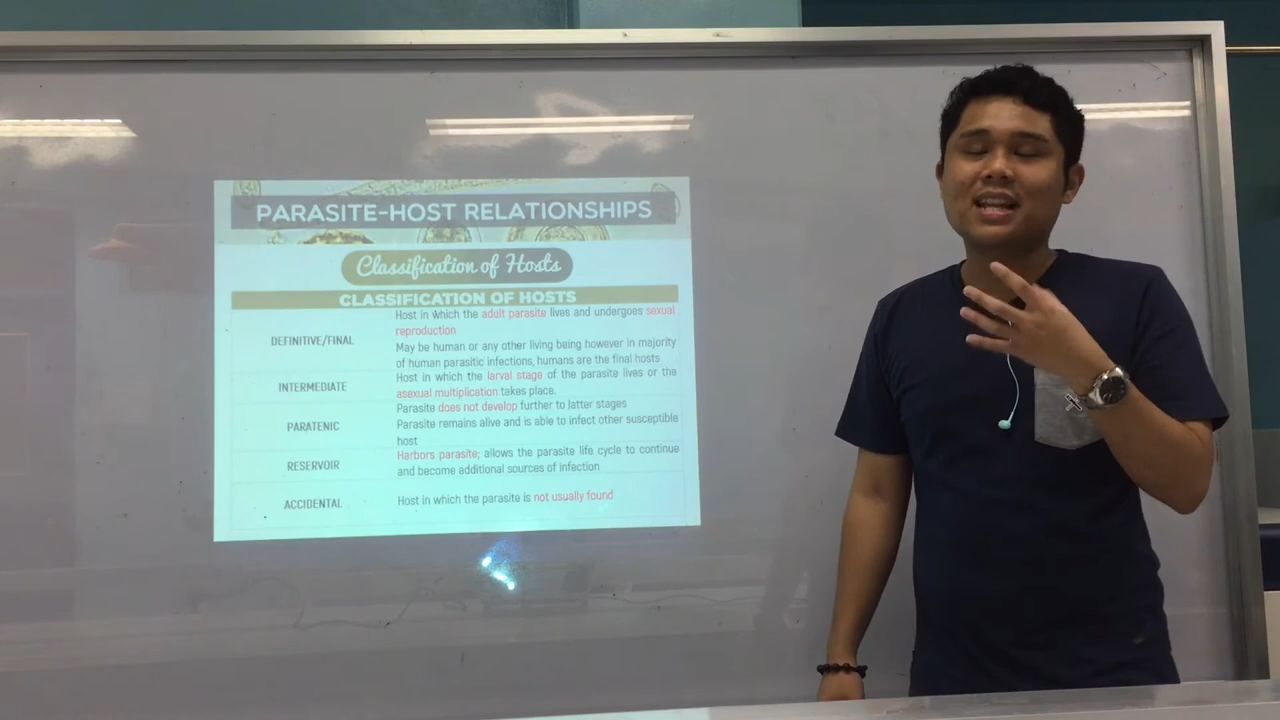 PARASITE-HOST RELATIONSHIPS
Classification of Hosts
CLASSIFICATION OF HOSTS
DEFINITIVE/FINAL
Host in which the adult parasite lives and undergoes sexual
reproduction
May be human or any other living being however in majority
of human parasitic infections, humans are the final hosts
INTERMEDIATE
Host in which the larval stage of the parasite lives or the
asexual multiplication takes place.
PARATENIC
Parasite does not develop further to latter stages
Parasite remains alive and is able to infect other susceptible
host
RESERVOIR
Harbors parasite; allows the parasite life cycle to continue
and become additional sources of infection
ACCIDENTAL
Host in which the parasite is not usually found